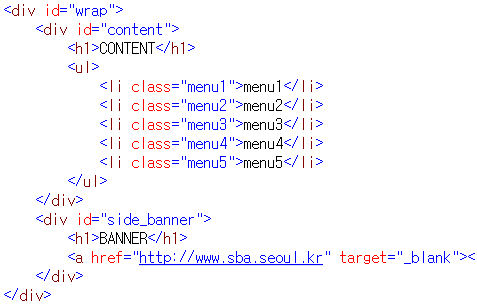 <div id="wrap">
<div id="content">
<h1>CONTENT</h1>
<ul>
<li class="menu1">menu1</li>
<li class="menu2">menu2</li>
<li class="menu3">menu3</li>
<li class="menu4">menu4</li>
<li class="menu5">menu5</li>
</ul>
</div>
<div id="side_banner">
<h1>BANNER</h1>
<a href="http://www.sba.seoul.kr" target="_blank"><
</div>
</div>